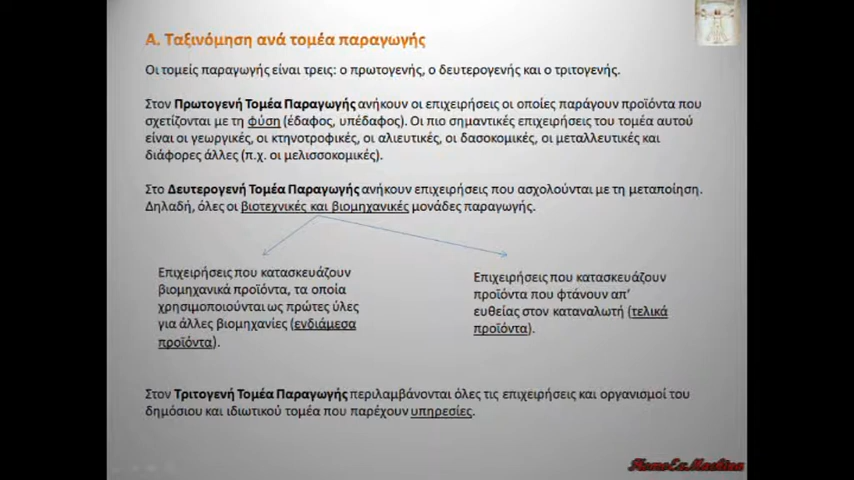 Α. Ταξινόμηση ανά τομέα παραγωγής
Οι τομείς παραγωγής είναι τρεις: ο πρωτογενής, ο δευτερογενής και ο τριτογενής.
Στον Πρωτογενή Τομέα Παραγωγής ανήκουν οι επιχειρήσεις οι οποίες παράγουν προϊόντα που
σχετίζονται με τη φύση (έδαφος, υπέδαφος). Οι πιο σημαντικές επιχειρήσεις του τομέα αυτού
είναι οι γεωργικές, οι κτηνοτροφικές, οι αλιευτικές, οι δασοκομικές, οι μεταλλευτικές και
διάφορες άλλες (π.χ. οι μελισσοκομικές).
Στο Δευτερογενή Τομέα Παραγωγής ανήκουν επιχειρήσεις που ασχολούνται με τη μεταποίηση.
Δηλαδή, όλες οι βιοτεχνικές και βιομηχανικές μονάδες παραγωγής.
Επιχειρήσεις που κατασκευάζουν
βιομηχανικά προϊόντα, τα οποία
χρησιμοποιούνται ως πρώτες ύλες
για άλλες βιομηχανίες (ενδιάμεσα
προϊόντα).
Επιχειρήσεις που κατασκευάζουν
προϊόντα που φτάνουν απ'
ευθείας στον καταναλωτή (τελικά
προϊόντα).
Στον Τριτογενή Τομέα Παραγωγής περιλαμβάνονται όλες τις επιχειρήσεις και οργανισμοί του
δημόσιου και ιδιωτικού τομέα που παρέχουν υπηρεσίες.
HomoExMachina